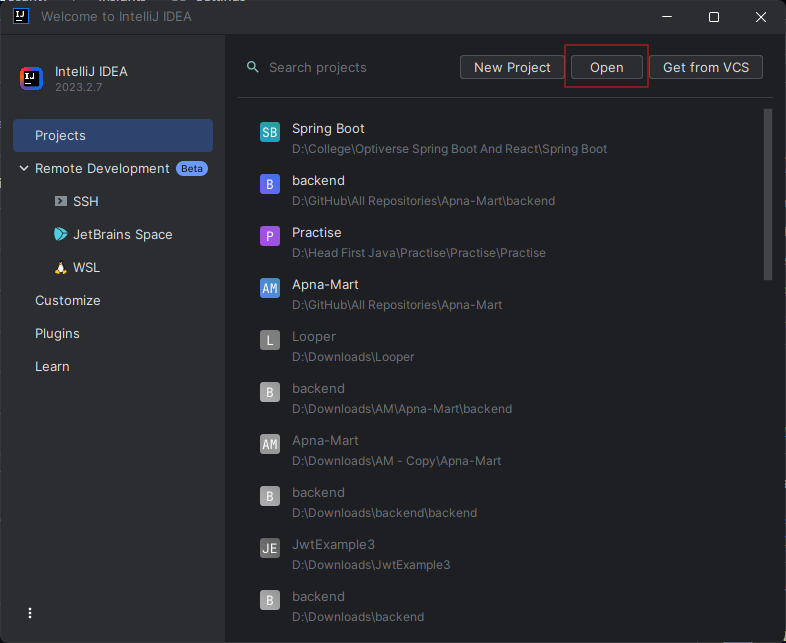 Welcome to IntelliJ IDEA
IntelliJ IDEA
2023.2.7
Projects
Remote Development Beta
SSH
JetBrains Space
WSL
Customize
Plugins
Learn
Search projects
New Project
Open
Get from VCS
SB Spring Boot
D:\College\Optiverse Spring Boot And React\Spring Boot
B backend
D:\GitHub\All Repositories\Apna-Mart\backend
P Practise
D:\Head First Java\Practise\Practise\Practise
AM Apna-Mart
D:\GitHub\All Repositories\Apna-Mart
L Looper
D:\Downloads\Looper
B backend
D:\Downloads\AM\Apna-Mart\backend
AM Apna-Mart
D:\Downloads\AM - Copy\Apna-Mart
B backend
D:\Downloads\backend\backend
JE JwtExample3
D:\Downloads\JwtExample3
B backend
D:\Downloads\backend